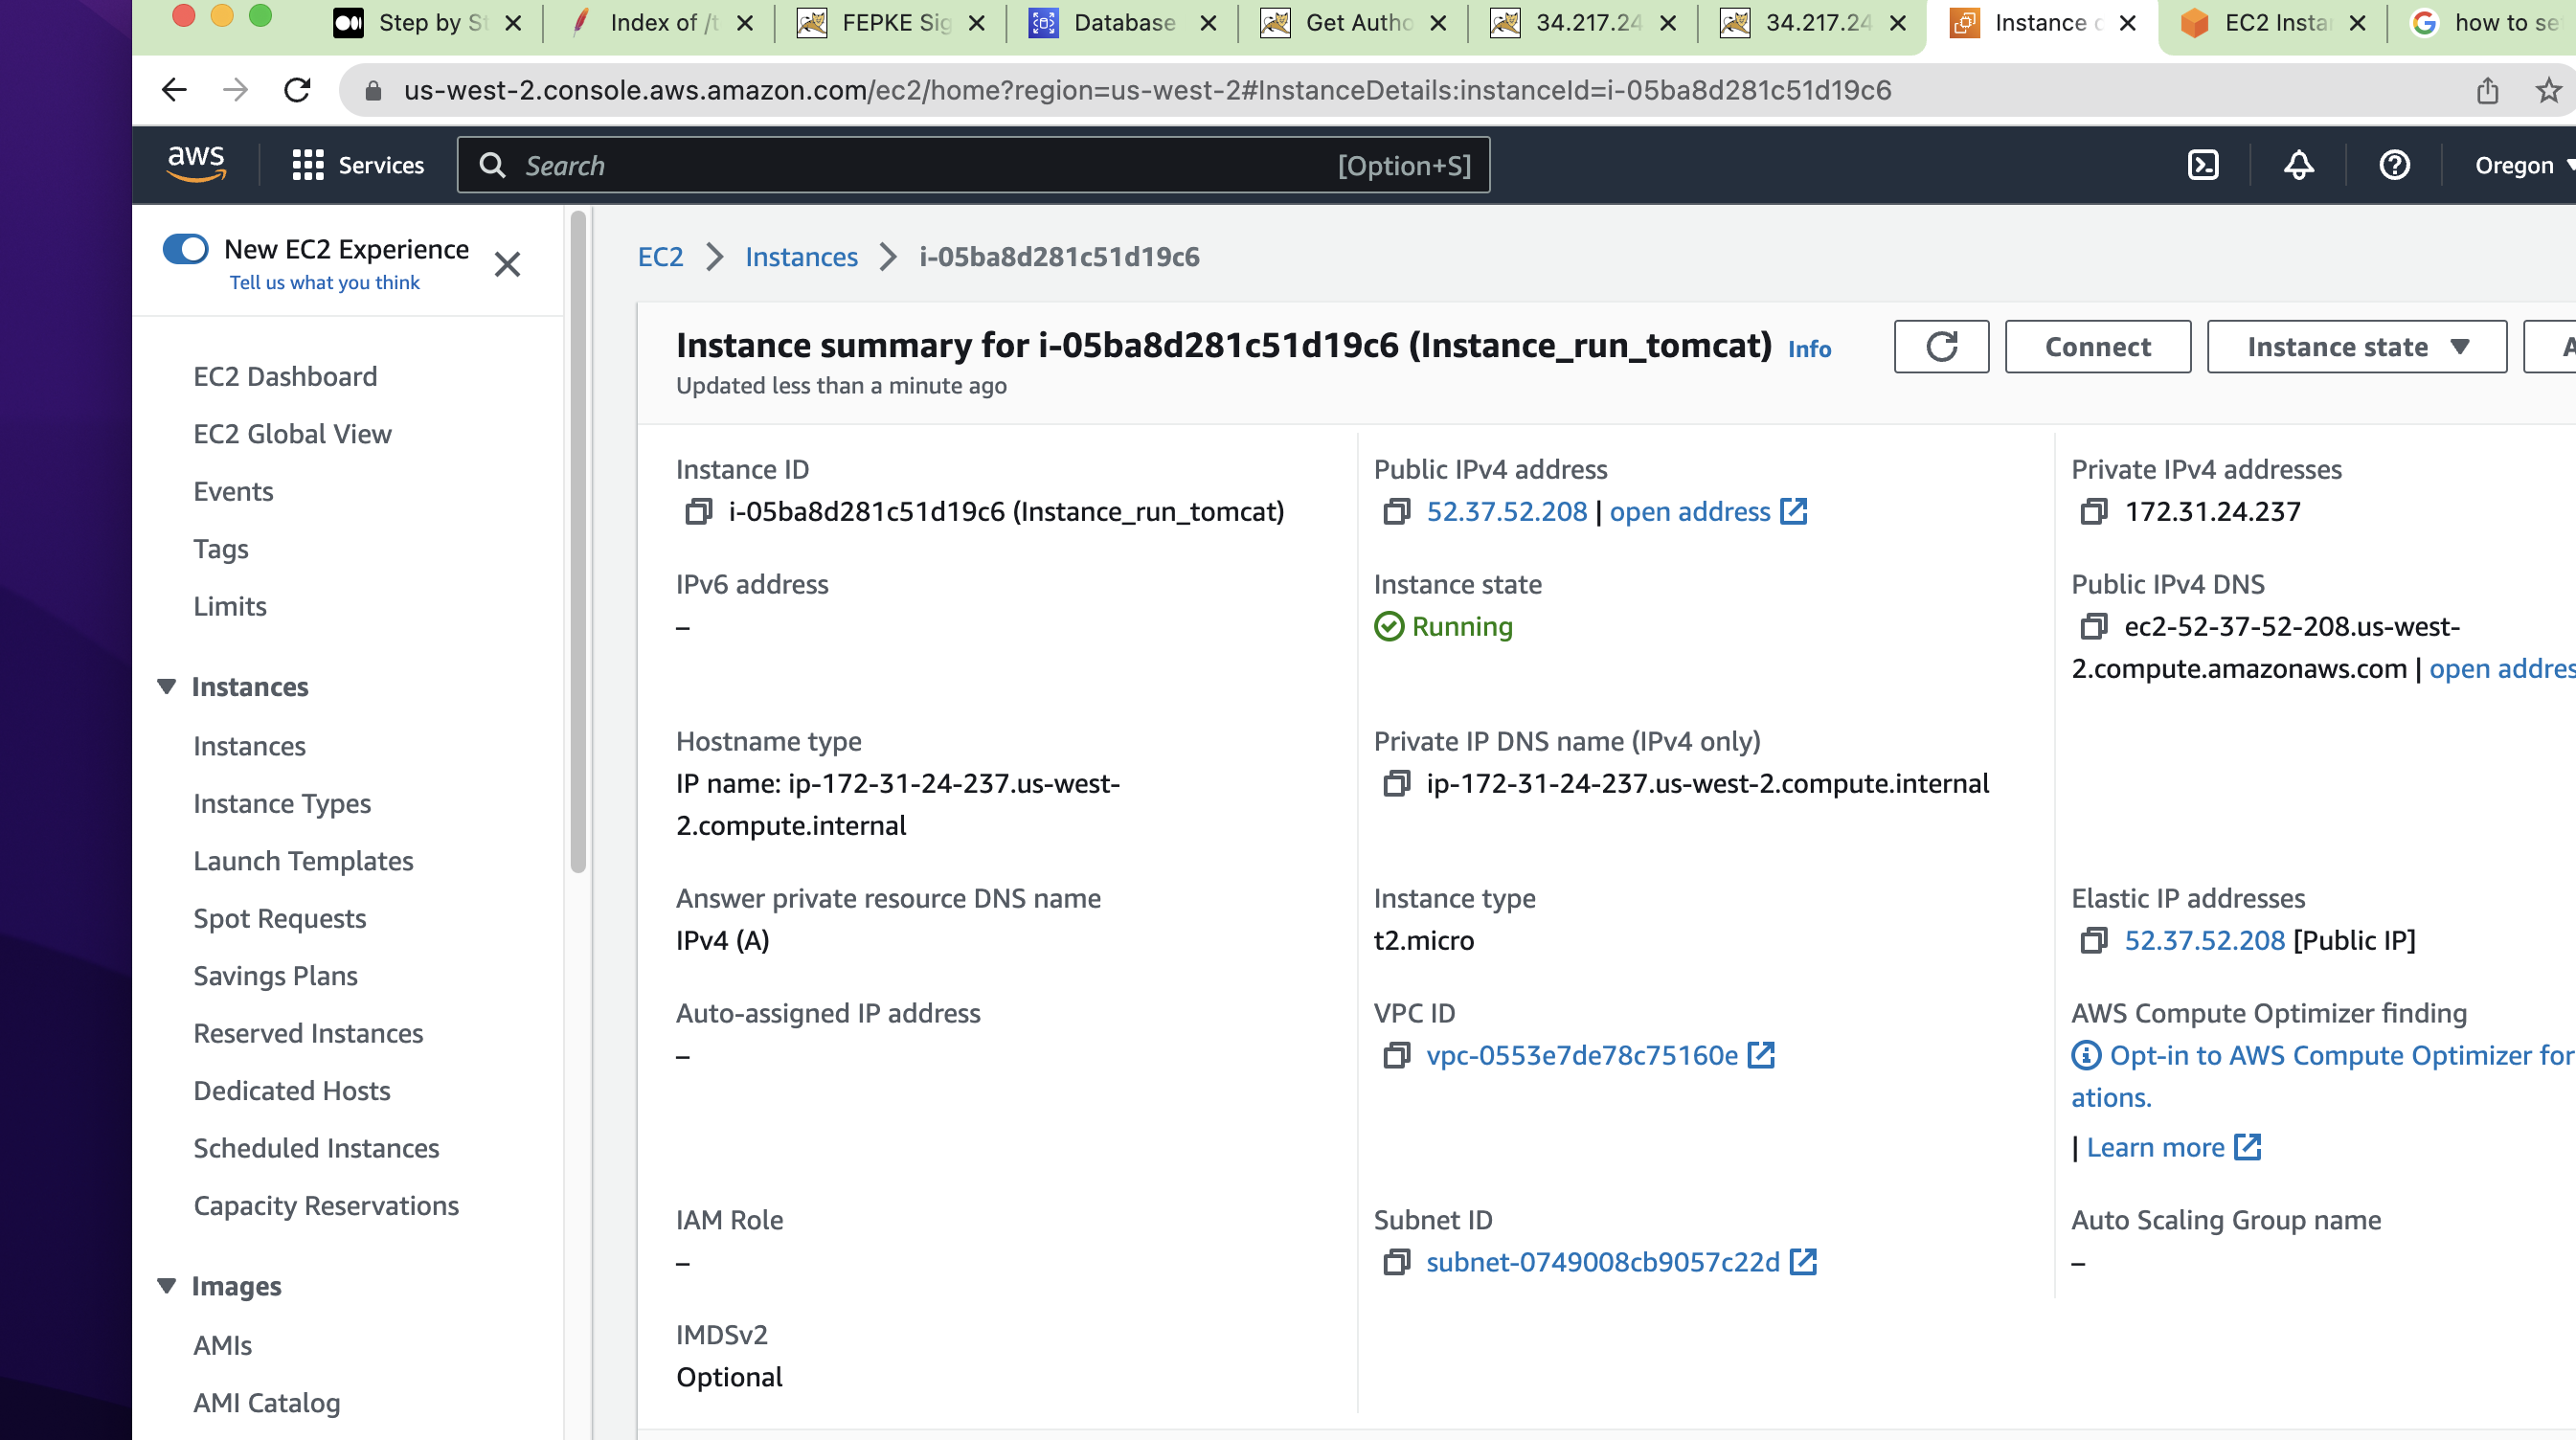 Step by St
Index of /t
FEPKE Sig
Database
Get Autho
34.217.24
34.217.24
Instance c
EC2 Insta
how to se
us-west-2.console.aws.amazon.com/ec2/home?region=us-west-2#InstanceDetails:instanceId=i-05ba8d281c51d19c6
aws
Services
Search
[Option+S]
Oregon
New EC2 Experience
Tell us what you think
EC2 Dashboard
EC2 Global View
Events
Tags
Limits
Instances
Instances
Instance Types
Launch Templates
Spot Requests
Savings Plans
Reserved Instances
Dedicated Hosts
Scheduled Instances
Capacity Reservations
Images
AMIs
AMI Catalog
EC2 > Instances > i-05ba8d281c51d19c6
Instance summary for i-05ba8d281c51d19c6 (Instance_run_tomcat) Info
Updated less than a minute ago
Connect
Instance state
Instance ID
i-05ba8d281c51d19c6 (Instance_run_tomcat)
Public IPv4 address
52.37.52.208 | open address
Private IPv4 addresses
172.31.24.237
IPv6 address
–
Instance state
Running
Public IPv4 DNS
ec2-52-37-52-208.us-west-
2.compute.amazonaws.com | open addres
Hostname type
IP name: ip-172-31-24-237.us-west-
2.compute.internal
Private IP DNS name (IPv4 only)
ip-172-31-24-237.us-west-2.compute.internal
Answer private resource DNS name
IPv4 (A)
Instance type
t2.micro
Elastic IP addresses
52.37.52.208 [Public IP]
Auto-assigned IP address
–
VPC ID
vpc-0553e7de78c75160e
AWS Compute Optimizer finding
Opt-in to AWS Compute Optimizer for
ations.
| Learn more
IAM Role
–
Subnet ID
subnet-0749008cb9057c22d
Auto Scaling Group name
–
IMDSv2
Optional